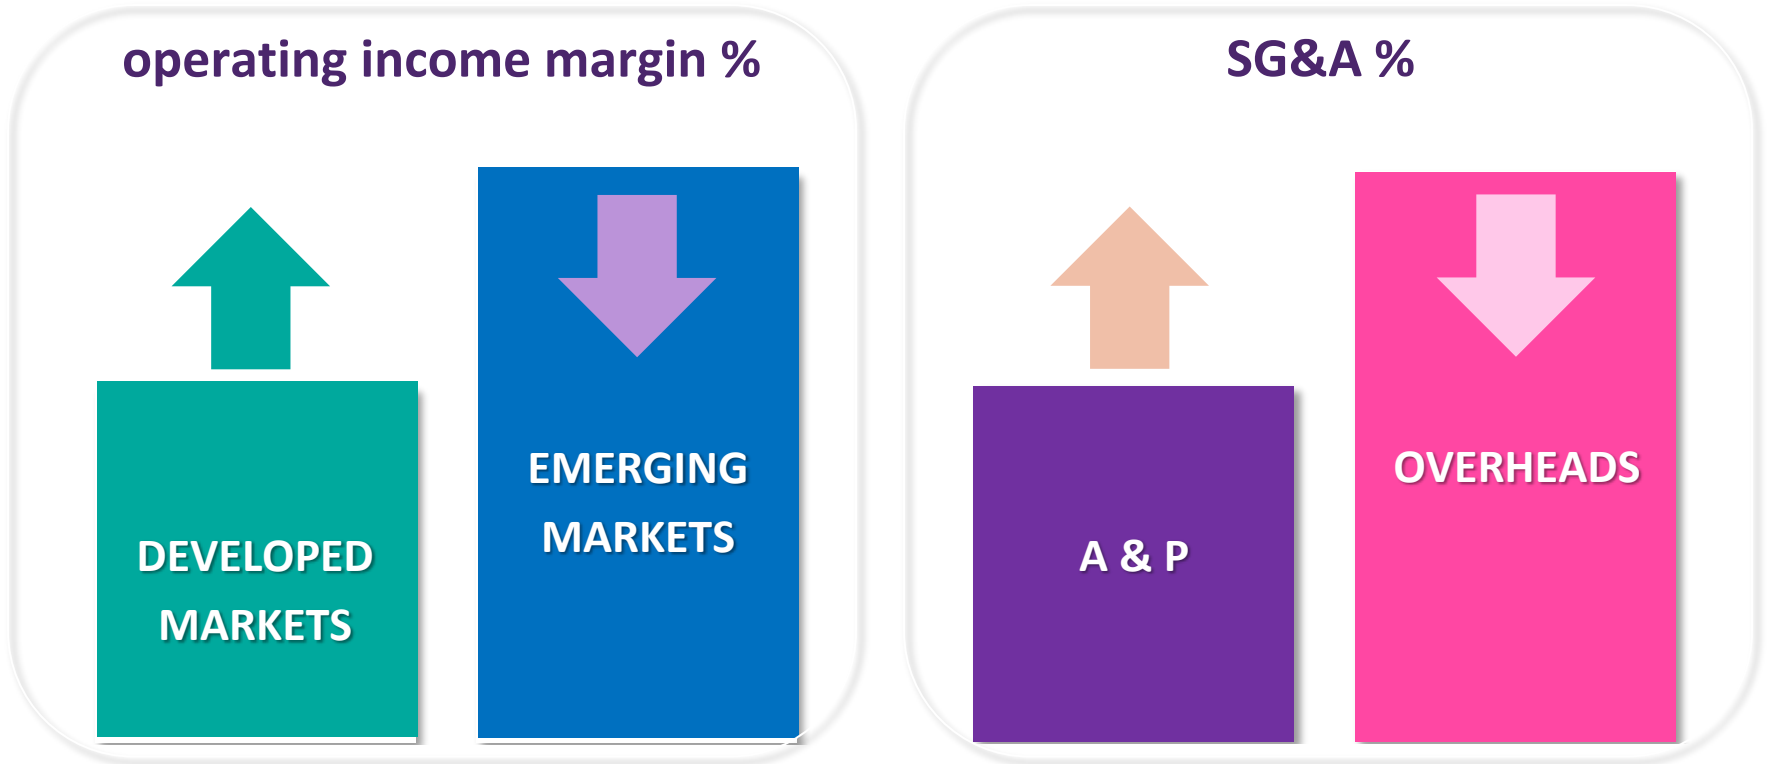 operating income margin %
DEVELOPED
MARKETS
EMERGING
MARKETS
SG&A %
A & P
OVERHEADS